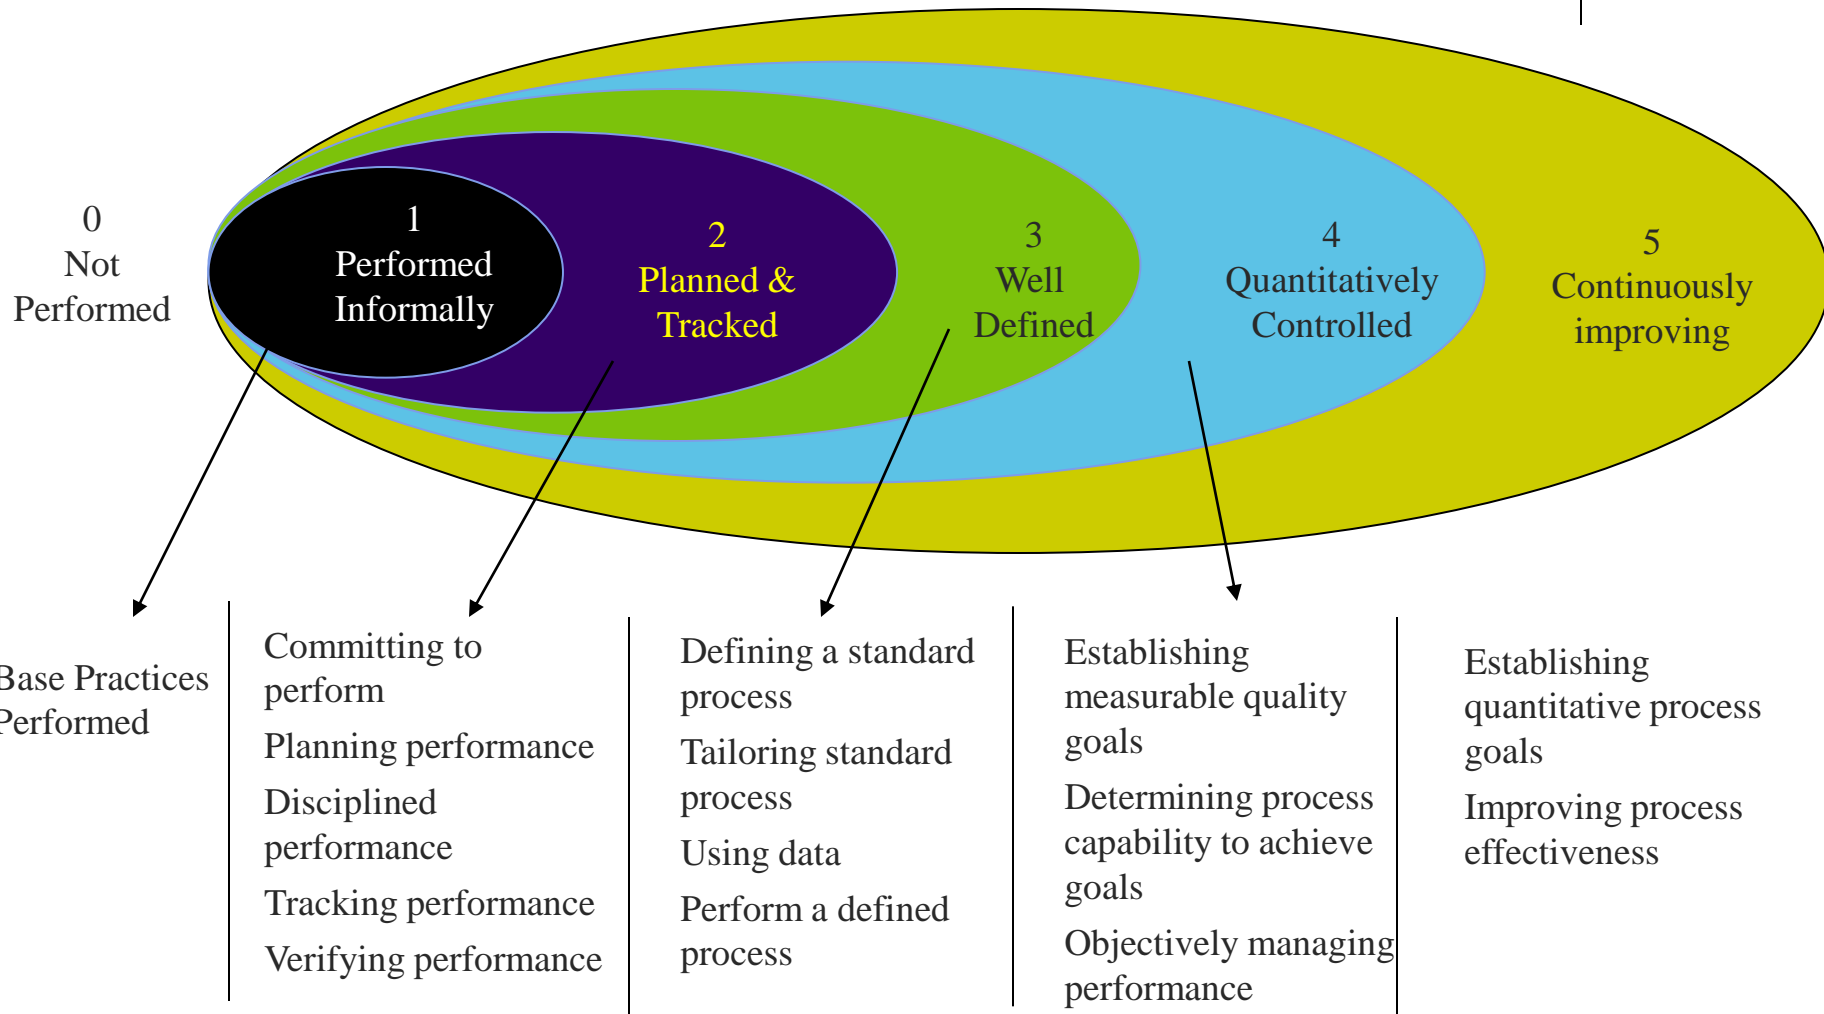 0
Not
Performed
1
Performed
Informally
2
Planned &
Tracked
3
Well
Defined
4
Quantitatively
Controlled
5
Continuously
improving
Base Practices
Performed
Committing to
perform
Planning performance
Disciplined
performance
Tracking performance
Verifying performance
Defining a standard
process
Tailoring standard
process
Using data
Perform a defined
process
Establishing
measurable quality
goals
Determining process
capability to achieve
goals
Objectively managing
performance
Establishing
quantitative process
goals
Improving process
effectiveness